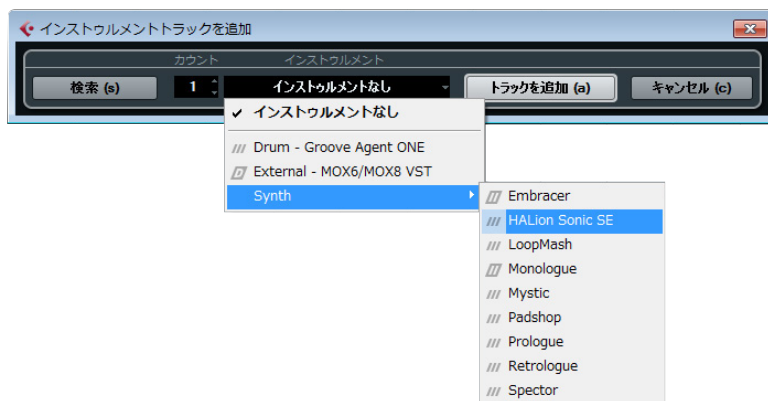 インストゥルメントトラックを追加
カウント インストゥルメント
検索 (s) 1 インストゥルメントなし トラックを追加 (a) キャンセル (c)
インストゥルメントなし
Drum - Groove Agent ONE
External - MOX6/MOX8 VST
Synth
Embracer
HALion Sonic SE
LoopMash
Monologue
Mystic
Padshop
Prologue
Retrologue
Spector